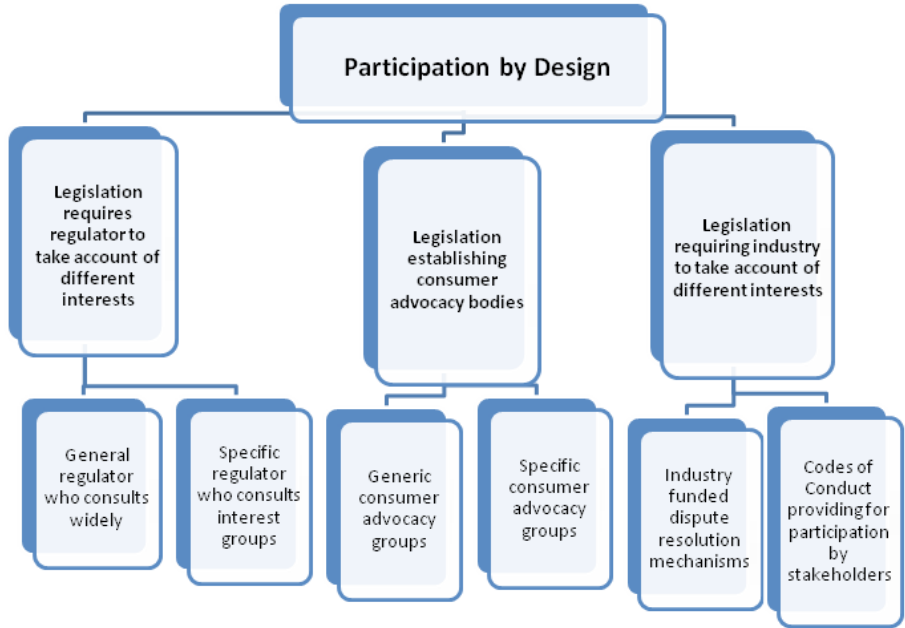 Participation by Design
Legislation
requires
regulator to
take account of
different
interests
Legislation
establishing
consumer
advocacy bodies
Legislation
requiring industry
to take account of
different interests
General
regulator
who consults
widely
Specific
regulator
who consults
interest
groups
Generic
consumer
advocacy
groups
Specific
consumer
advocacy
groups
Industry
funded
dispute
resolution
mechanisms
Codes of
Conduct
providing for
participation
by
stakeholders